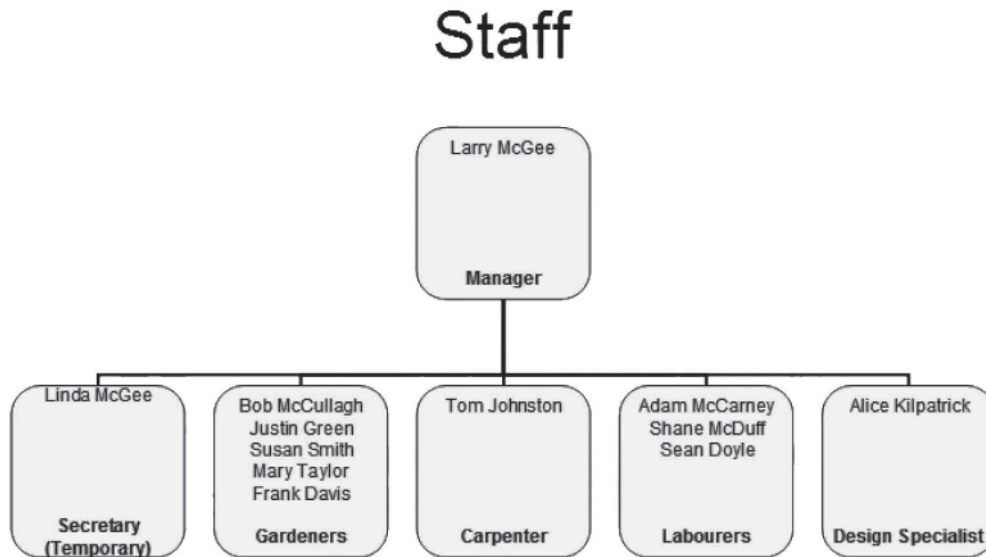 Staff
Larry McGee
Manager
Linda McGee
Secretary
(Temporary)
Bob McCullagh
Justin Green
Susan Smith
Mary Taylor
Frank Davis
Gardeners
Tom Johnston
Carpenter
Adam McCarney
Shane McDuff
Sean Doyle
Labourers
Alice Kilpatrick
Design Specialist